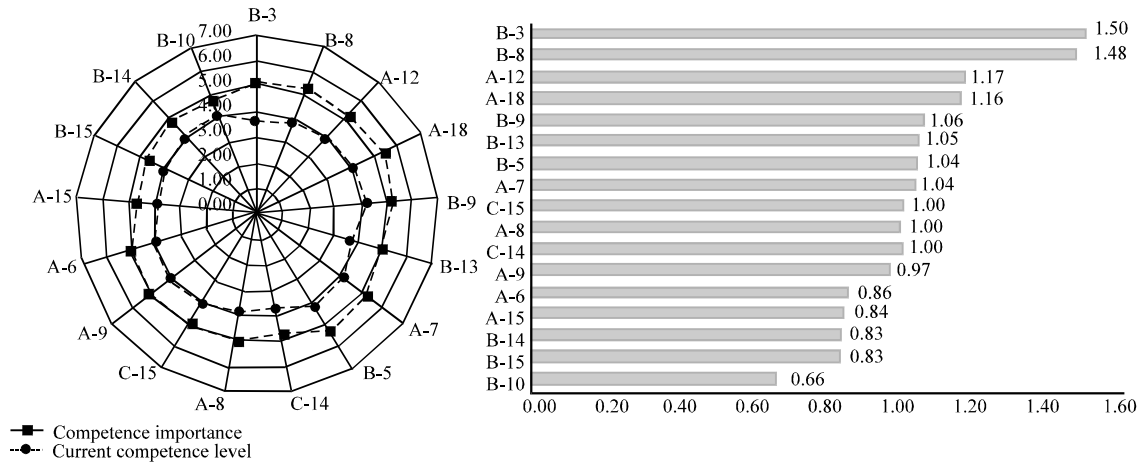 B-3
B-8
A-12
A-18
B-9
B-13
A-7
B-5
C-14
A-8
C-15
A-9
A-6
A-15
B-15
B-14
B-10
7.00
6.00
5.00
4.00
3.00
2.00
1.00
0.00
Competence importance
Current competence level
B-3 1.50
B-8 1.48
A-12 1.17
A-18 1.16
B-9 1.06
B-13 1.05
B-5 1.04
A-7 1.04
C-15 1.00
A-8 1.00
C-14 1.00
A-9 0.97
A-6 0.86
A-15 0.84
B-14 0.83
B-15 0.83
B-10 0.66
0.00 0.20 0.40 0.60 0.80 1.00 1.20 1.40 1.60